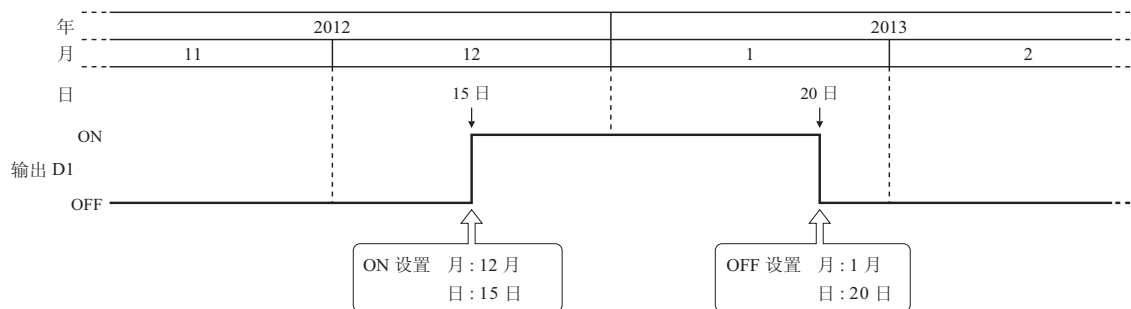 年 2012 2013
月 11 12 1 2
日 15 日 20 日
ON
输出 D1
OFF
ON 设置 月 : 12 月
日 : 15 日
OFF 设置 月 : 1 月
日 : 20 日